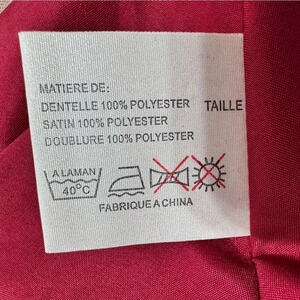 MATIERE DE:
DENTELLE 100% POLYESTER TAILLE
SATIN 100% POLYESTER
DOUBLURE 100% POLYESTER
A LAMAN
40°C
FABRIQUE A CHINA